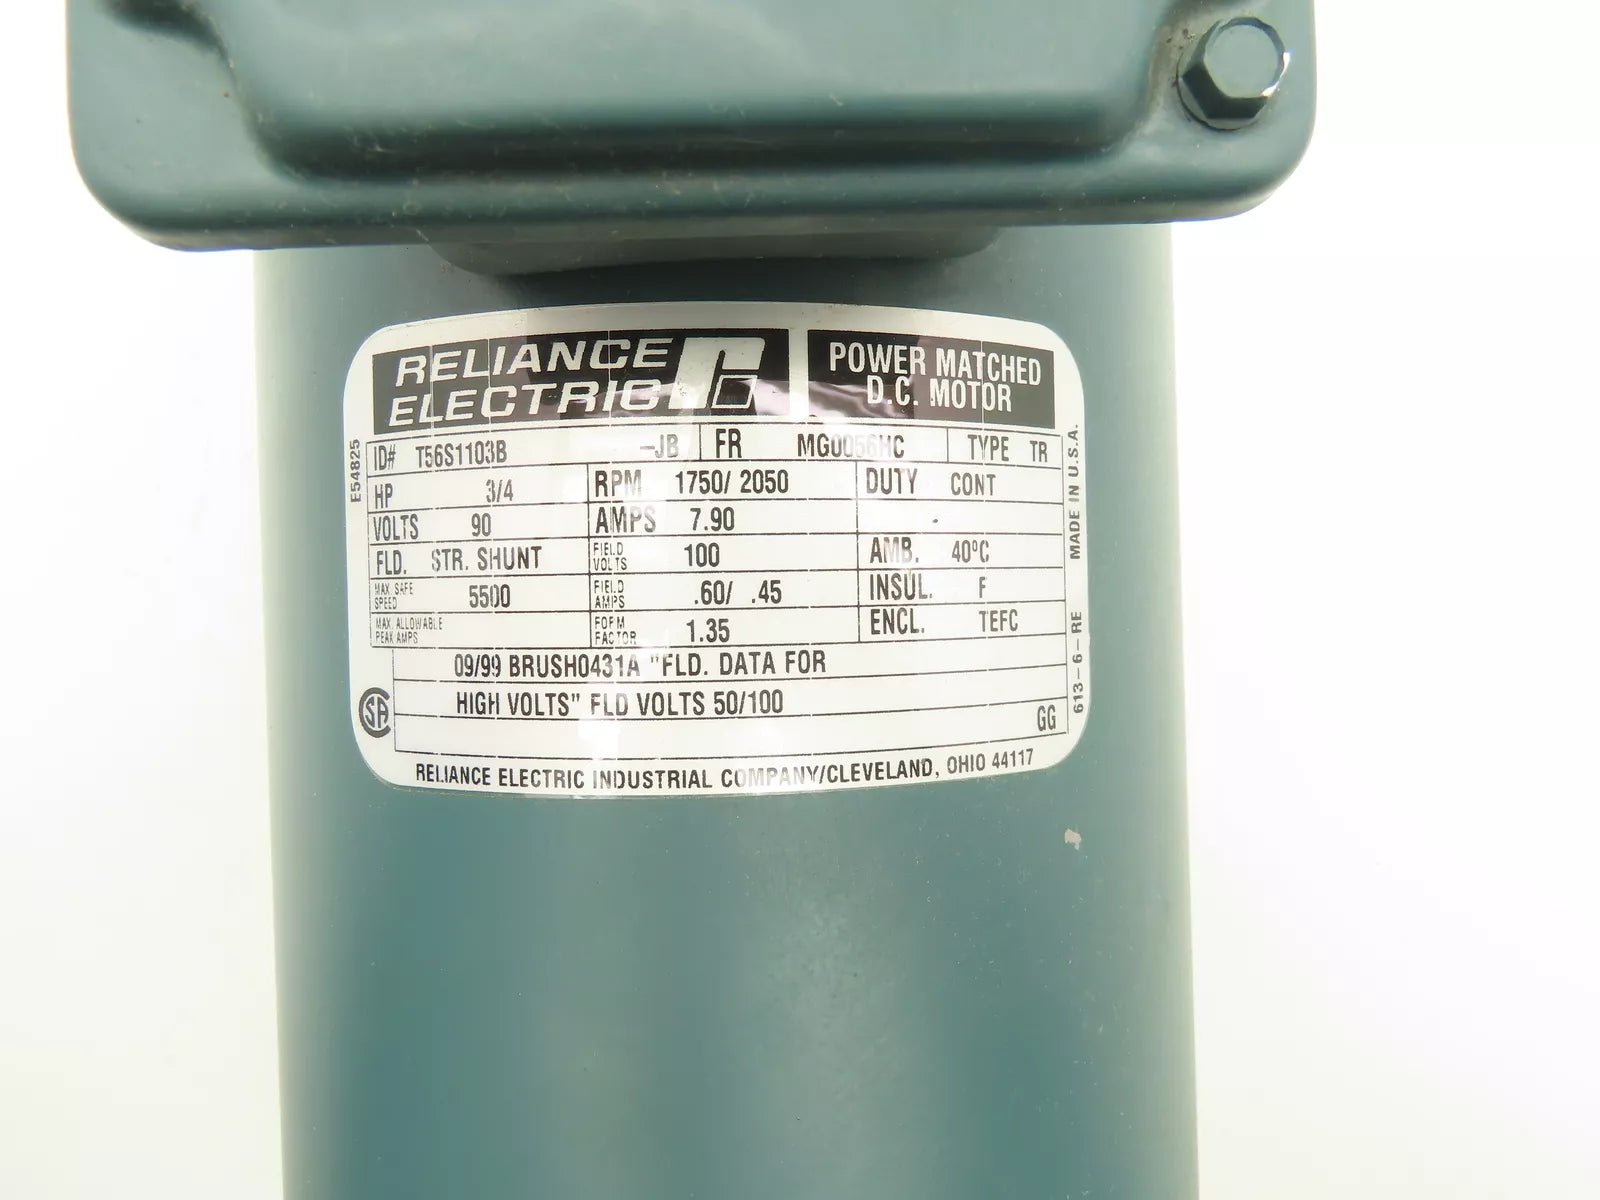 RELIANCE
ELECTRIC
POWER MATCHED
D.C. MOTOR
ID# T56S1103B -JB FR MG0056HC TYPE TR
HP 3/4 RPM 1750/ 2050 DUTY CONT
VOLTS 90 AMPS 7.90
FLD. STR. SHUNT FIELD VOLTS 100 AMB. 40°C
MAX SAFE SPEED 5500 FIELD AMPS .60/ .45 INSUL. F
MAX. ALLOWABLE PEAK AMPS FORM FACTOR 1.35 ENCL. TEFC
09/99 BRUSH0431A "FLD. DATA FOR
HIGH VOLTS" FLD VOLTS 50/100
GG
RELIANCE ELECTRIC INDUSTRIAL COMPANY/CLEVELAND, OHIO 44117
E54825
SA
MADE IN U.S.A.
613-6-RE